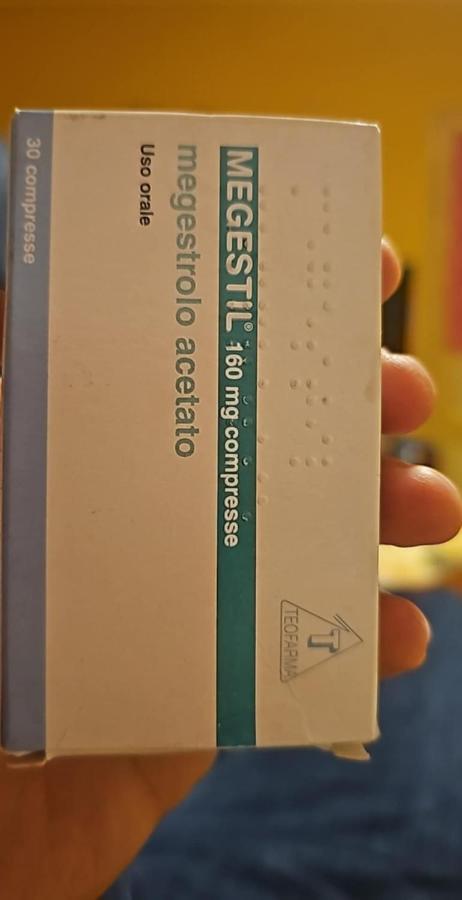 T
TEOFARMA
MEGESTIL® 160 mg compresse
megestrolo acetato
Uso orale
30 compresse